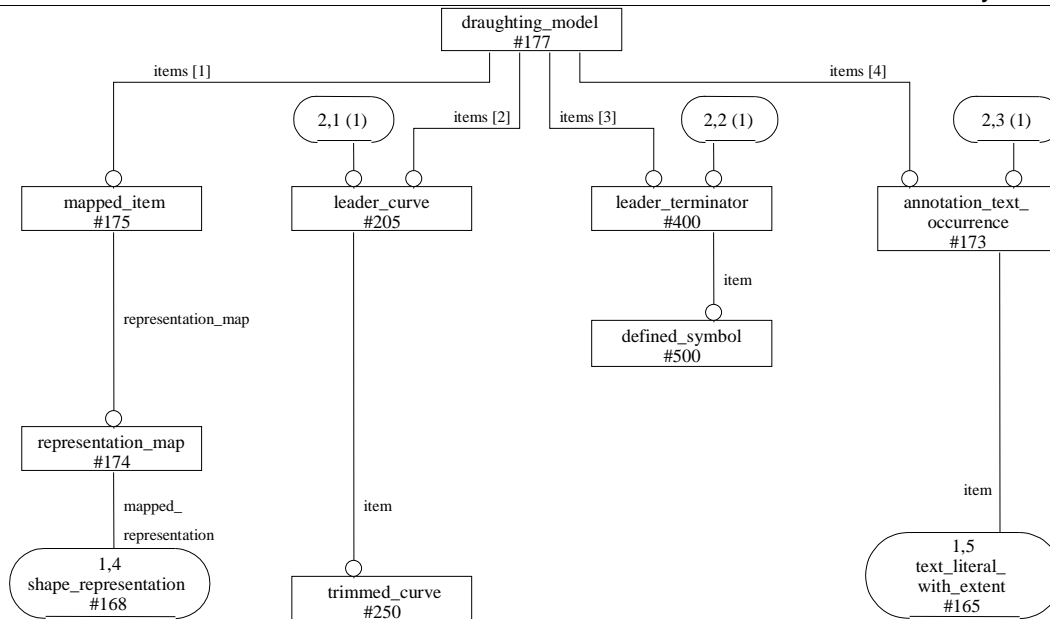 draughting_model
#177
items [1]
items [4]
2,1 (1)
items [2]
items [3]
2,2 (1)
2,3 (1)
mapped_item
#175
leader_curve
#205
leader_terminator
#400
annotation_text_
occurrence
#173
item
representation_map
defined_symbol
#500
representation_map
#174
mapped_
representation
item
item
1,4
shape_representation
#168
trimmed_curve
#250
1,5
text_literal_
with_extent
#165